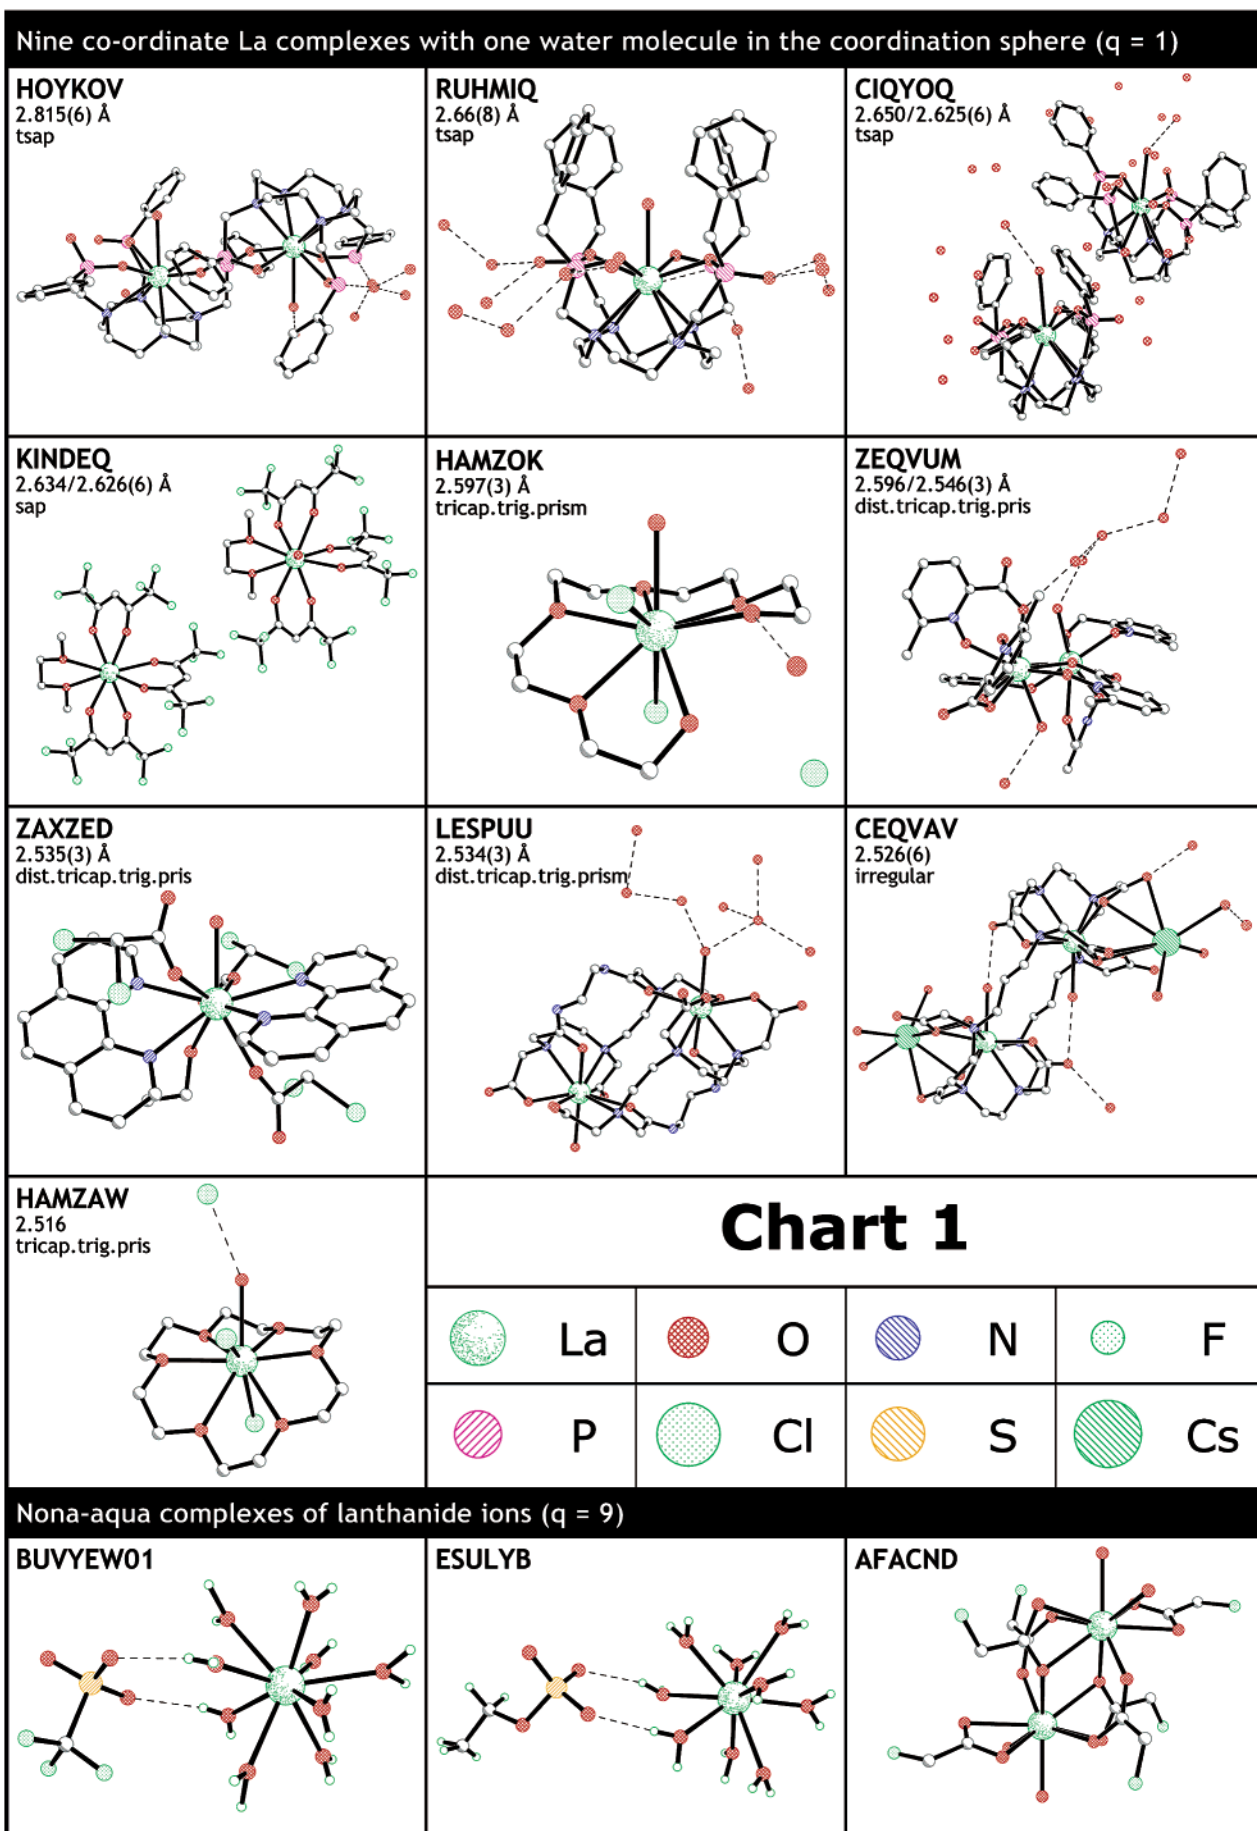 Nine co-ordinate La complexes with one water molecule in the coordination sphere (q = 1)
HOYKOV
2.815(6) Å
tsap
RUHMIQ
2.66(8) Å
tsap
CIQYOQ
2.650/2.625(6) Å
tsap
KINDEQ
2.634/2.626(6) Å
sap
HAMZOK
2.597(3) Å
tricap.trig.prism
ZEQVUM
2.596/2.546(3) Å
dist.tricap.trig.pris
ZAXZED
2.535(3) Å
dist.tricap.trig.pris
LESPUU
2.534(3) Å
dist.tricap.trig.prism
CEQVAV
2.526(6)
irregular
HAMZAW
2.516
tricap.trig.pris
Chart 1
La O N F
P Cl S Cs
Nona-aqua complexes of lanthanide ions (q = 9)
BUVYEW01
ESULYB
AFACND